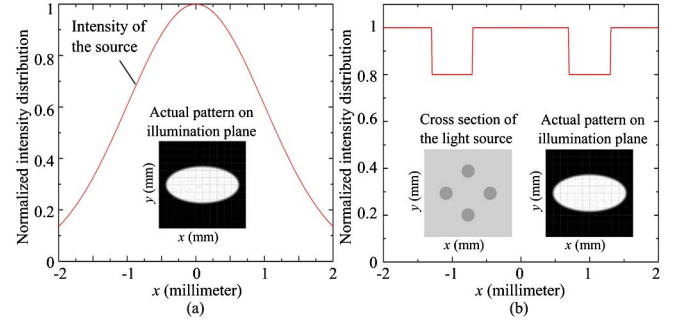 Normalized intensity distribution
1
0.8
0.6
0.4
0.2
0
Intensity of
the source
Actual pattern on
illumination plane
y (mm)
x (mm)
-2
-1
0
1
2
x (millimeter)
(a)
Normalized intensity distribution
1
0.8
0.6
0.4
0.2
0
Cross section of
the light source
y (mm)
x (mm)
Actual pattern on
illumination plane
y (mm)
x (mm)
-2
-1
0
1
2
x (millimeter)
(b)